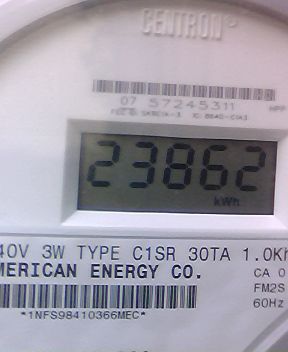 CENTRON
07 57245311
23862
kWh
40V 3W TYPE C1SR 30TA 1.0Kh
MERICAN ENERGY CO.
CA 0
FM2S
60Hz
*1NFS98410366MEC*